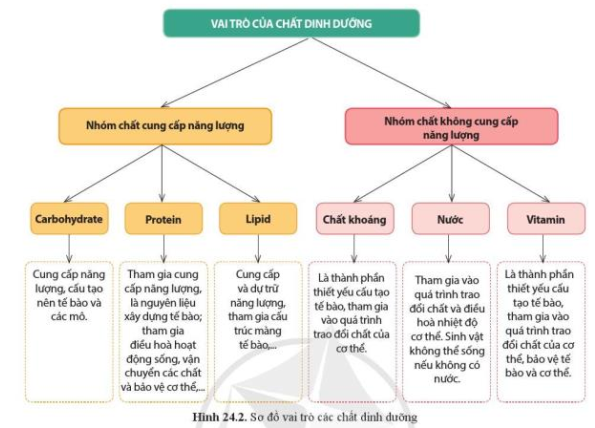 VAI TRÒ CỦA CHẤT DINH DƯỠNG
Nhóm chất cung cấp năng lượng
Nhóm chất không cung cấp
năng lượng
Carbohydrate
Protein
Lipid
Chất khoáng
Nước
Vitamin
Cung cấp năng
lượng, cấu tạo
nên tế bào và
các mô.
Tham gia cung
cấp năng lượng,
là nguyên liệu
xây dựng tế bào;
tham gia
điều hoà hoạt
động sống, vận
chuyển các chất
và bảo vệ cơ thể,...
Cung cấp
và dự trữ
năng lượng,
tham gia cấu
trúc màng
tế bào,...
Là thành phần
thiết yếu cấu tạo
tế bào, tham gia
vào quá trình
trao đổi chất của
cơ thể.
Tham gia vào
quá trình trao
đổi chất và điều
hoà nhiệt độ
cơ thể. Sinh vật
không thể sống
nếu không có
nước.
Là thành phần
thiết yếu cấu
tạo tế bào,
tham gia vào
quá trình trao
đổi chất của cơ
thể, bảo vệ tế
bào và cơ thể.
Hình 24.2. Sơ đồ vai trò các chất dinh dưỡng